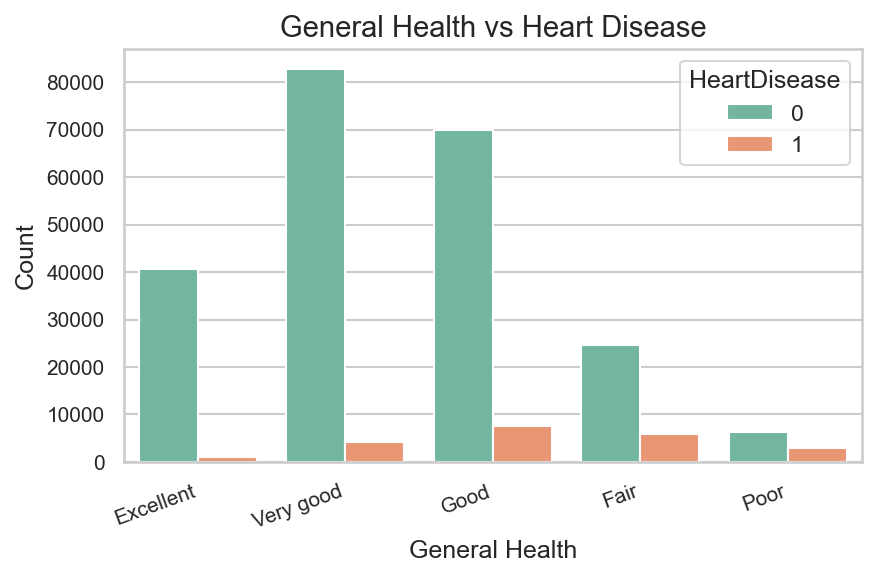 General Health vs Heart Disease
HeartDisease
0
1
80000
70000
60000
50000
40000
30000
20000
10000
0
Count
Excellent
Very good
Good
Fair
Poor
General Health